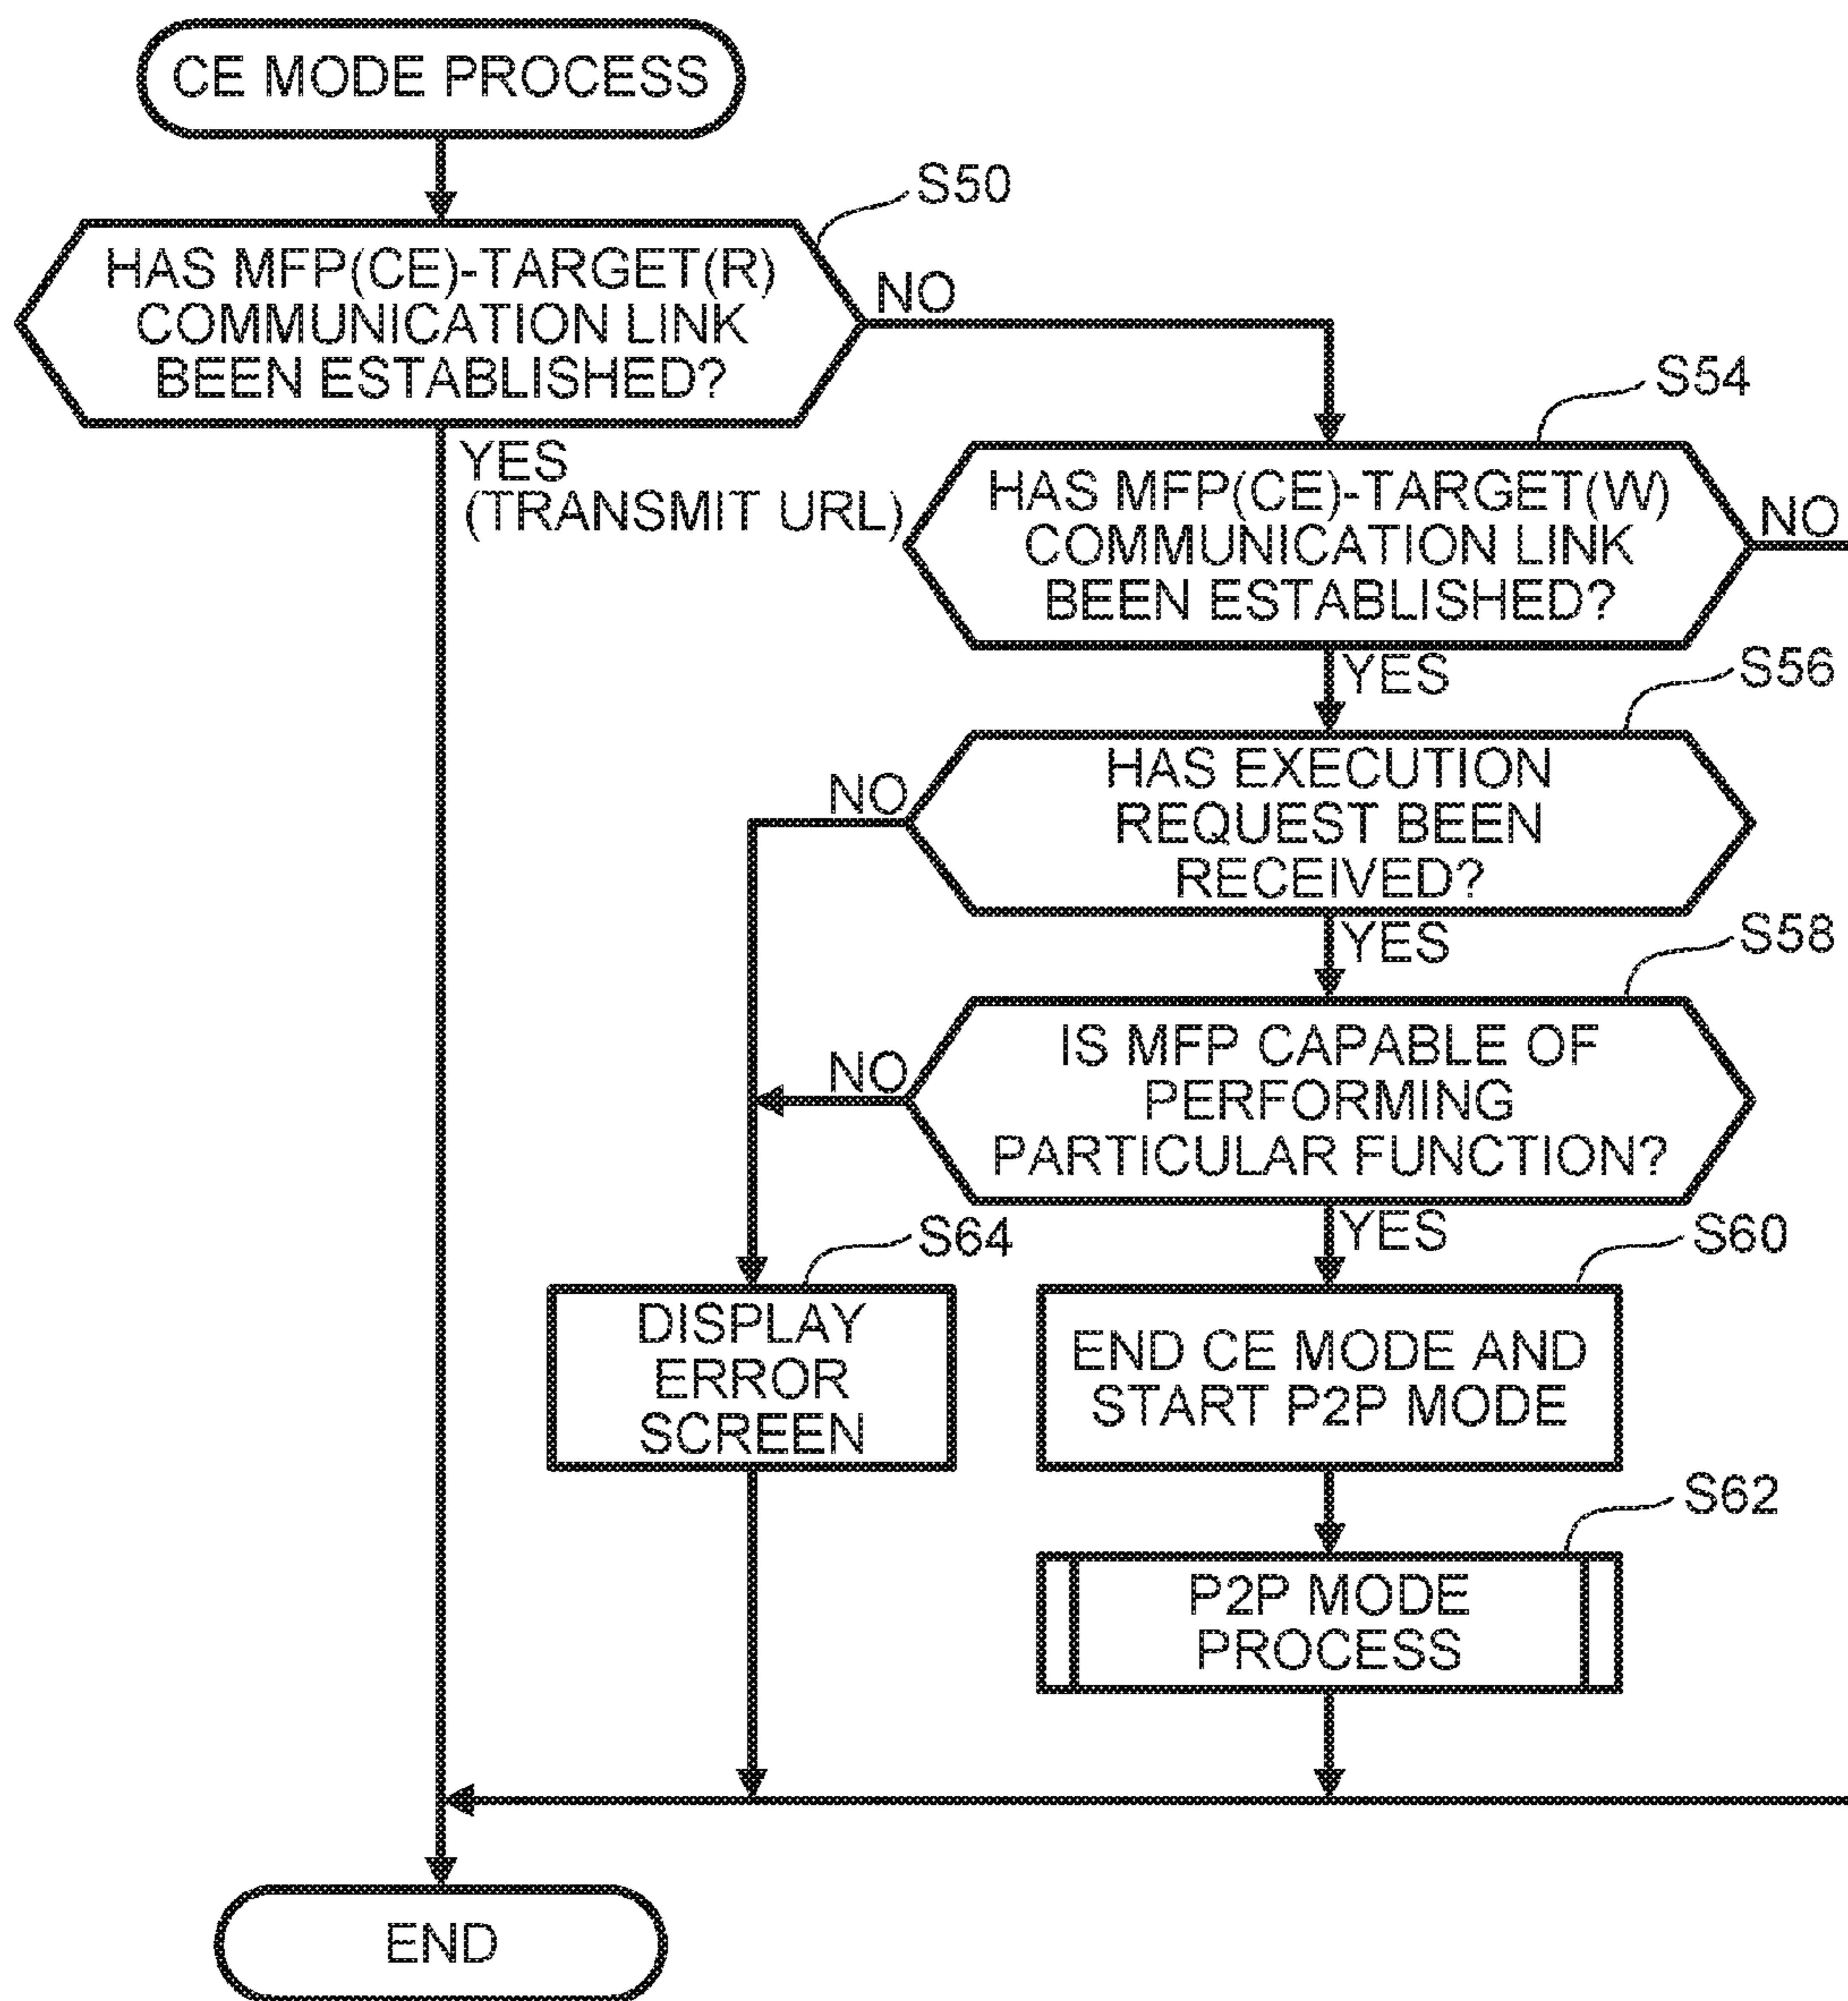 CE MODE PROCESS
S50
HAS MFP(CE)-TARGET(R)
COMMUNICATION LINK
BEEN ESTABLISHED?
NO
YES
(TRANSMIT URL)
S54
HAS MFP(CE)-TARGET(W)
COMMUNICATION LINK
BEEN ESTABLISHED?
NO
YES
S56
HAS EXECUTION
REQUEST BEEN
RECEIVED?
NO
YES
S58
IS MFP CAPABLE OF
PERFORMING
PARTICULAR FUNCTION?
NO
YES
S64
DISPLAY
ERROR
SCREEN
S60
END CE MODE AND
START P2P MODE
S62
P2P MODE
PROCESS
END